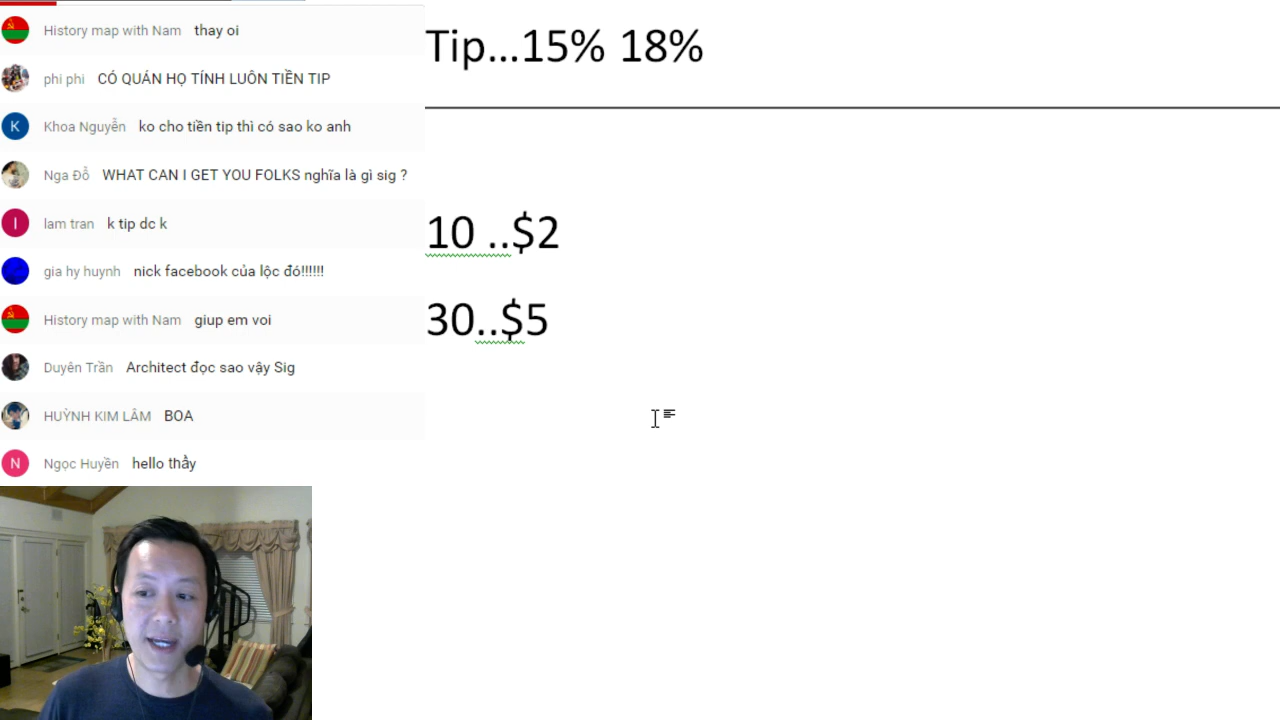 History map with Nam thay oi
phi phi CÓ QUÁN HỌ TÍNH LUÔN TIỀN TIP
K Khoa Nguyễn ko cho tiền tip thì có sao ko anh
Nga Đỗ WHAT CAN I GET YOU FOLKS nghĩa là gì sig ?
l lam tran k tip dc k
gia hy huynh nick facebook của lộc đó!!!!!!
History map with Nam giup em voi
Duyên Trần Architect đọc sao vậy Sig
HUỲNH KIM LÂM BOA
N Ngọc Huyền hello thầy
Tip...15% 18%
10 ..$2
30..$5